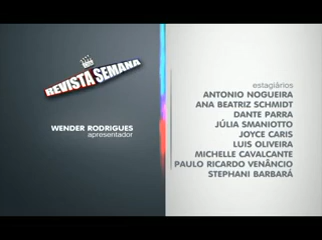 REVISTA SEMANA
WENDER RODRIGUES
apresentador
estagiários
ANTONIO NOGUEIRA
ANA BEATRIZ SCHMIDT
DANTE PARRA
JÚLIA SMANIOTTO
JOYCE CARIS
LUIS OLIVEIRA
MICHELLE CAVALCANTE
PAULO RICARDO VENÂNCIO
STEPHANI BARBARÁ